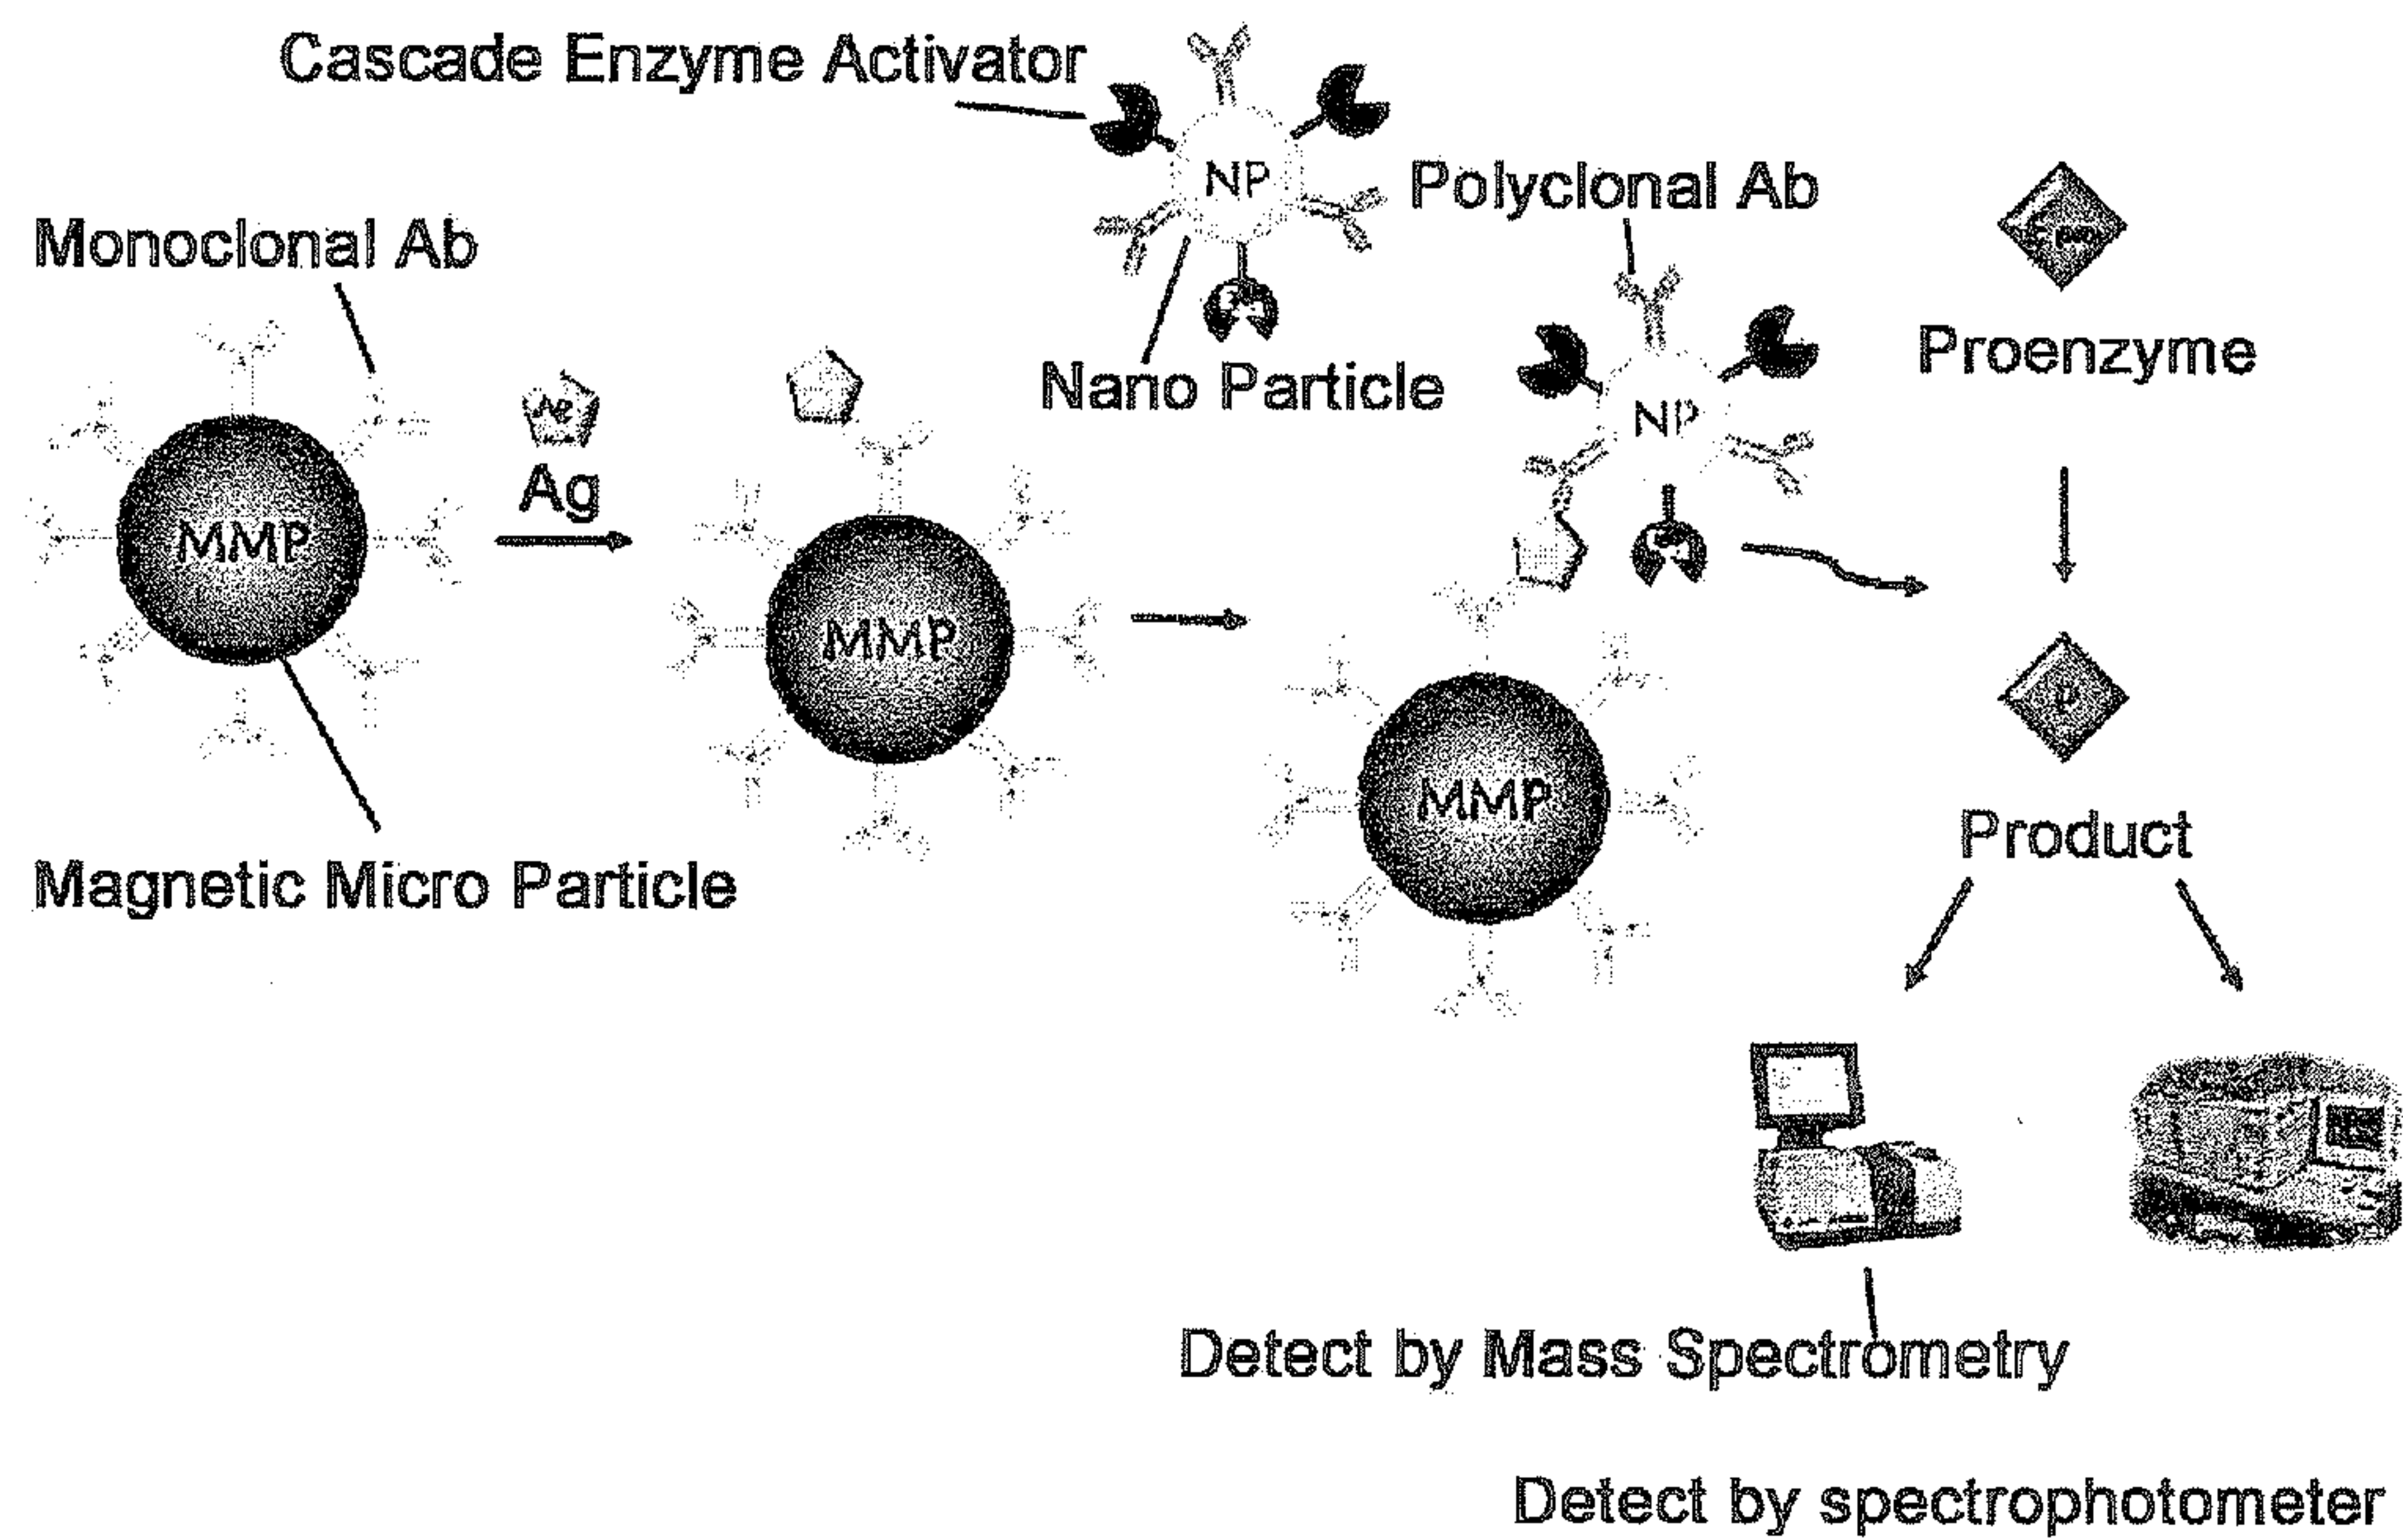 Cascade Enzyme Activator
NP
Polyclonal Ab
Monoclonal Ab
Nano Particle
Proenzyme
Ag
Ag
NP
MMP
MMP
MMP
P
Product
Magnetic Micro Particle
Detect by Mass Spectrometry
Detect by spectrophotometer